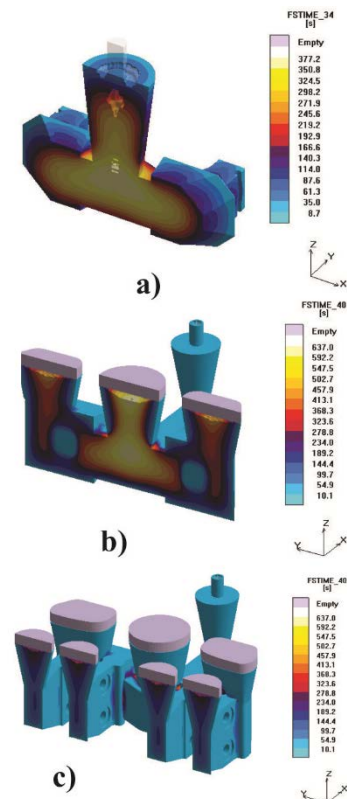 FSTIME_34
[s]
Empty
377.2
350.8
324.5
298.2
271.9
245.6
219.2
192.9
166.6
140.3
114.0
87.6
61.3
35.0
8.7
Z
Y
X
a)
FSTIME_40
[s]
Empty
637.0
592.2
547.5
502.7
457.9
413.1
368.3
323.6
278.8
234.0
189.2
144.4
99.7
54.9
10.1
Z
Y
X
b)
FSTIME_40
[s]
Empty
637.0
592.2
547.5
502.7
457.9
413.1
368.3
323.6
278.8
234.0
189.2
144.4
99.7
54.9
10.1
Z
c)